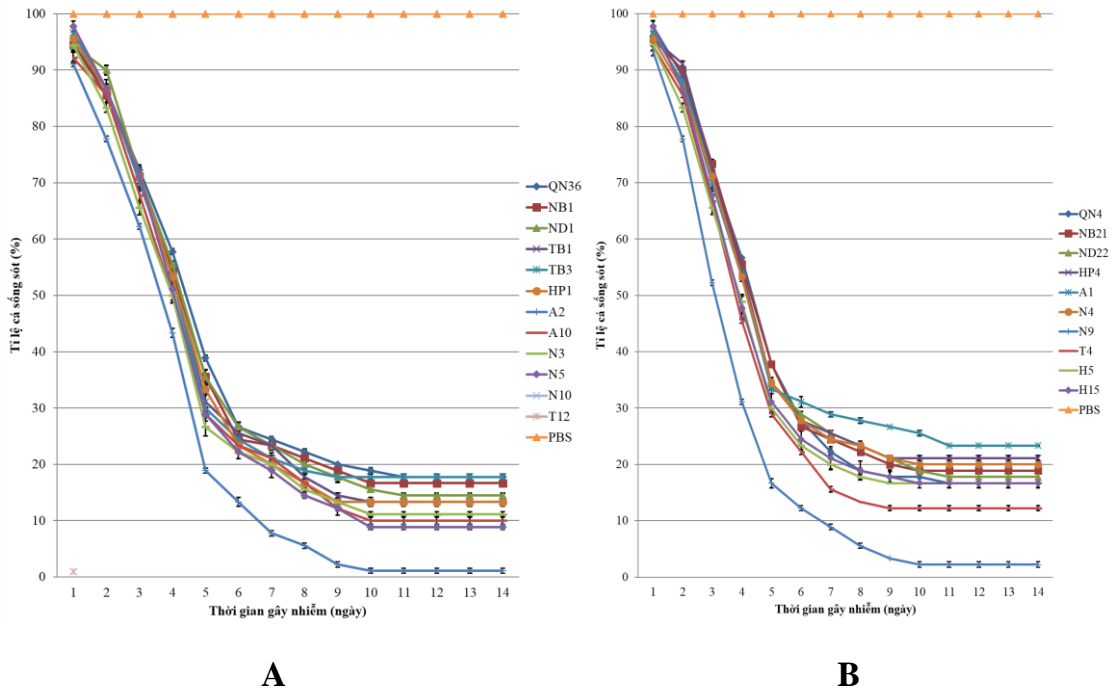 100
90
80
70
60
50
40
30
20
10
0
Tỉ lệ cá sống sót (%)
1 2 3 4 5 6 7 8 9 10 11 12 13 14
Thời gian gây nhiễm (ngày)
QN36
NB1
ND1
TB1
TB3
HP1
A2
A10
N3
N5
N10
T12
PBS
A
100
90
80
70
60
50
40
30
20
10
0
Tỉ lệ cá sống sót (%)
1 2 3 4 5 6 7 8 9 10 11 12 13 14
Thời gian gây nhiễm (ngày)
QN4
NB21
ND22
HP4
A1
N4
N9
T4
H5
H15
PBS
B